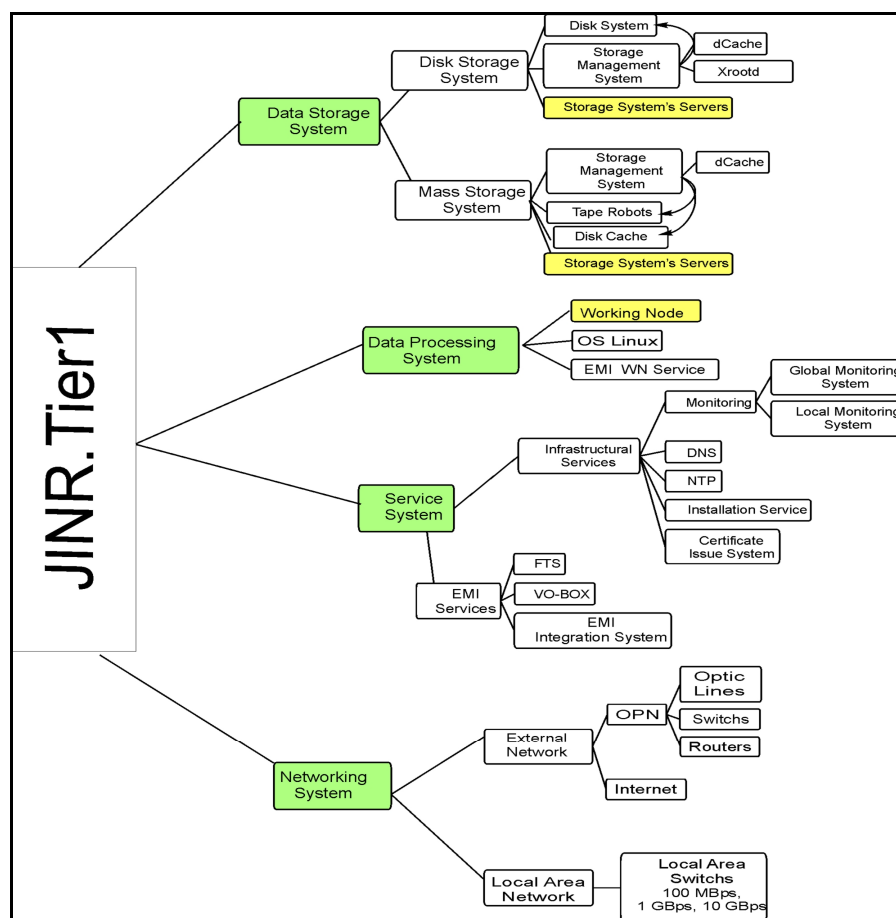 JINR.Tier1
Data Storage
System
Disk Storage
System
Disk System
Storage
Management
System
dCache
Xrootd
Storage System's Servers
Mass Storage
System
Storage
Management
System
dCache
Tape Robots
Disk Cache
Storage System's Servers
Data Processing
System
Working Node
OS Linux
EMI WN Service
Service
System
Infrastructural
Services
Monitoring
Global Monitoring
System
Local Monitoring
System
DNS
NTP
Installation Service
Certificate
Issue System
EMI
Services
FTS
VO-BOX
EMI
Integration System
Networking
System
External
Network
OPN
Optic
Lines
Switchs
Routers
Internet
Local Area
Network
Local Area
Switchs
100 MBps,
1 GBps, 10 GBps